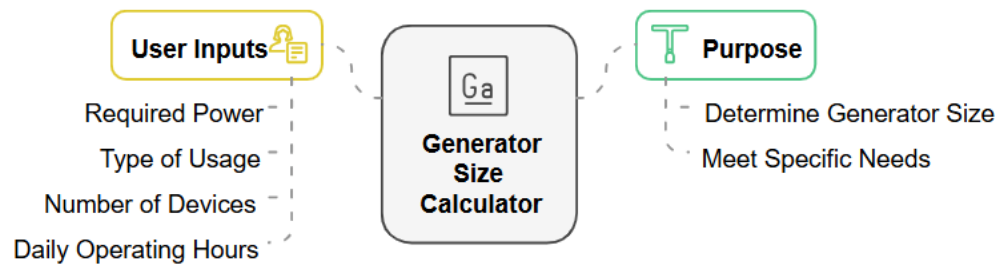 User Inputs
Required Power
Type of Usage
Number of Devices
Daily Operating Hours
Ga
Generator
Size
Calculator
Purpose
Determine Generator Size
Meet Specific Needs